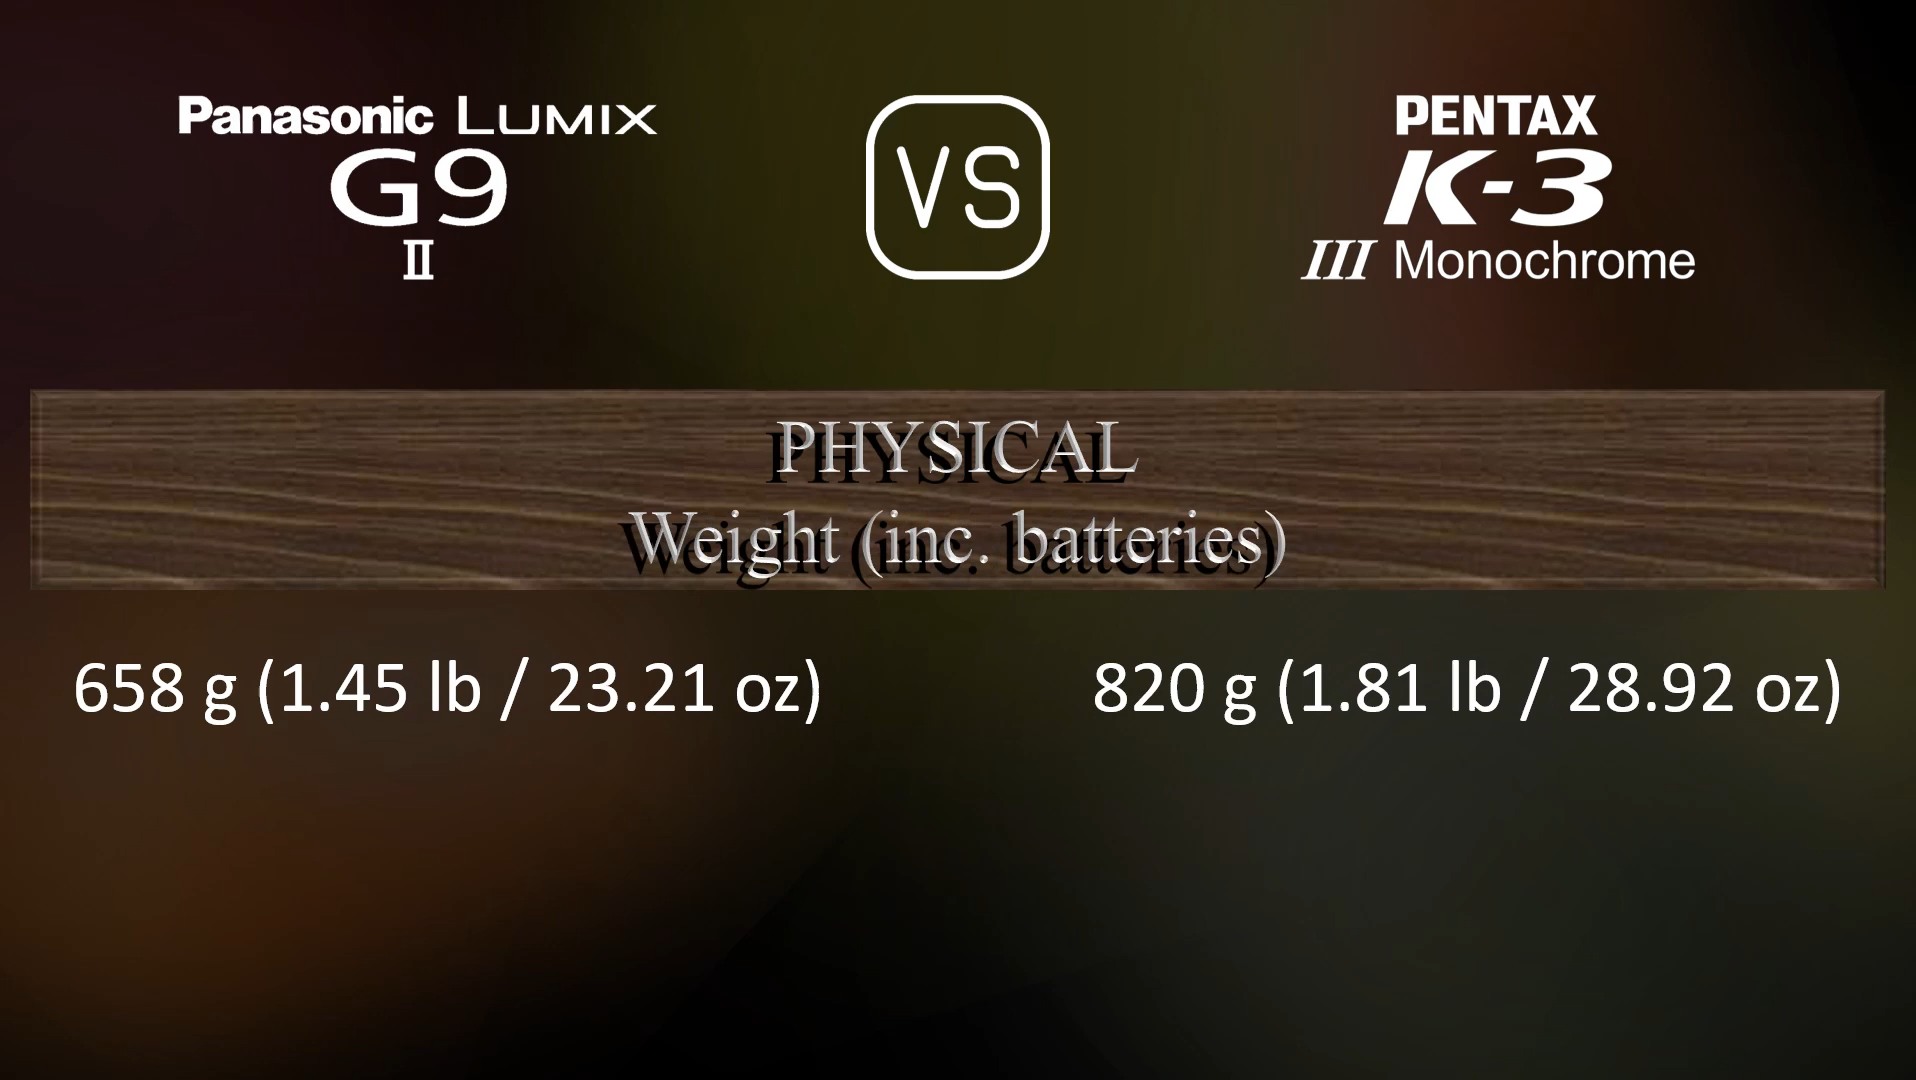 Panasonic LUMIX
G9
II
VS
PENTAX
K-3
III Monochrome
PHYSICAL
Weight (inc. batteries)
658 g (1.45 lb / 23.21 oz)
820 g (1.81 lb / 28.92 oz)